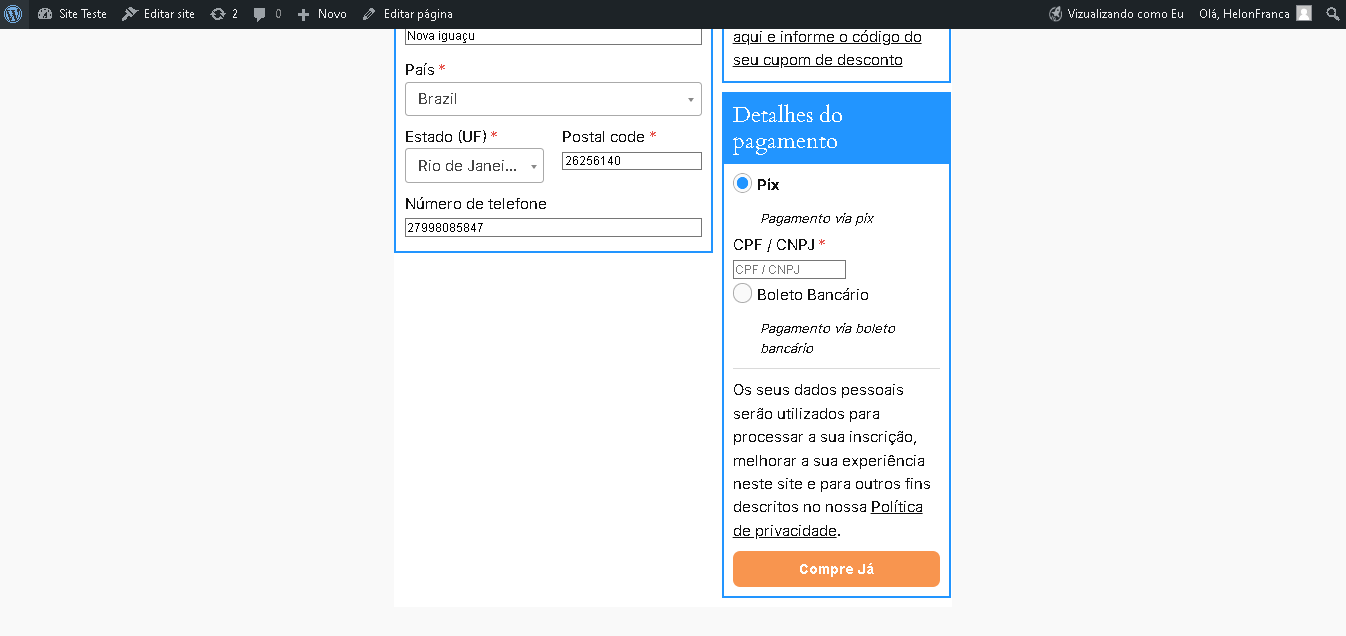 Site Teste Editar site 2 0 Novo Editar página Vizualizando como Eu Olá, HelonFranca
Nova iguaçu
País *
Brazil
Estado (UF) *
Postal code *
Rio de Janei...
26256140
Número de telefone
27998085847
aqui e informe o código do
seu cupom de desconto
Detalhes do
pagamento
Pix
Pagamento via pix
CPF / CNPJ *
CPF / CNPJ
Boleto Bancário
Pagamento via boleto
bancário
Os seus dados pessoais
serão utilizados para
processar a sua inscrição,
melhorar a sua experiência
neste site e para outros fins
descritos no nossa Política
de privacidade.
Compre Já